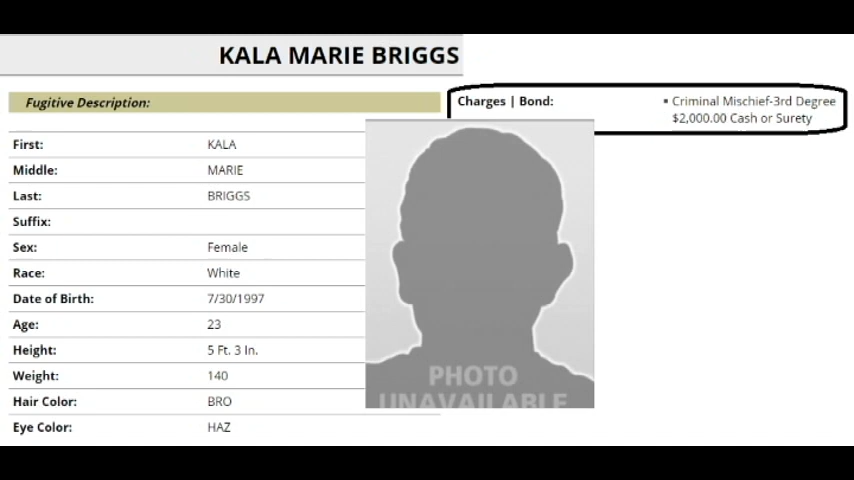 KALA MARIE BRIGGS
Fugitive Description:
Charges | Bond:
▪ Criminal Mischief-3rd Degree
$2,000.00 Cash or Surety
First: KALA
Middle: MARIE
Last: BRIGGS
Suffix:
Sex: Female
Race: White
Date of Birth: 7/30/1997
Age: 23
Height: 5 Ft. 3 In.
Weight: 140
Hair Color: BRO
Eye Color: HAZ
PHOTO
UNAVAILABLE